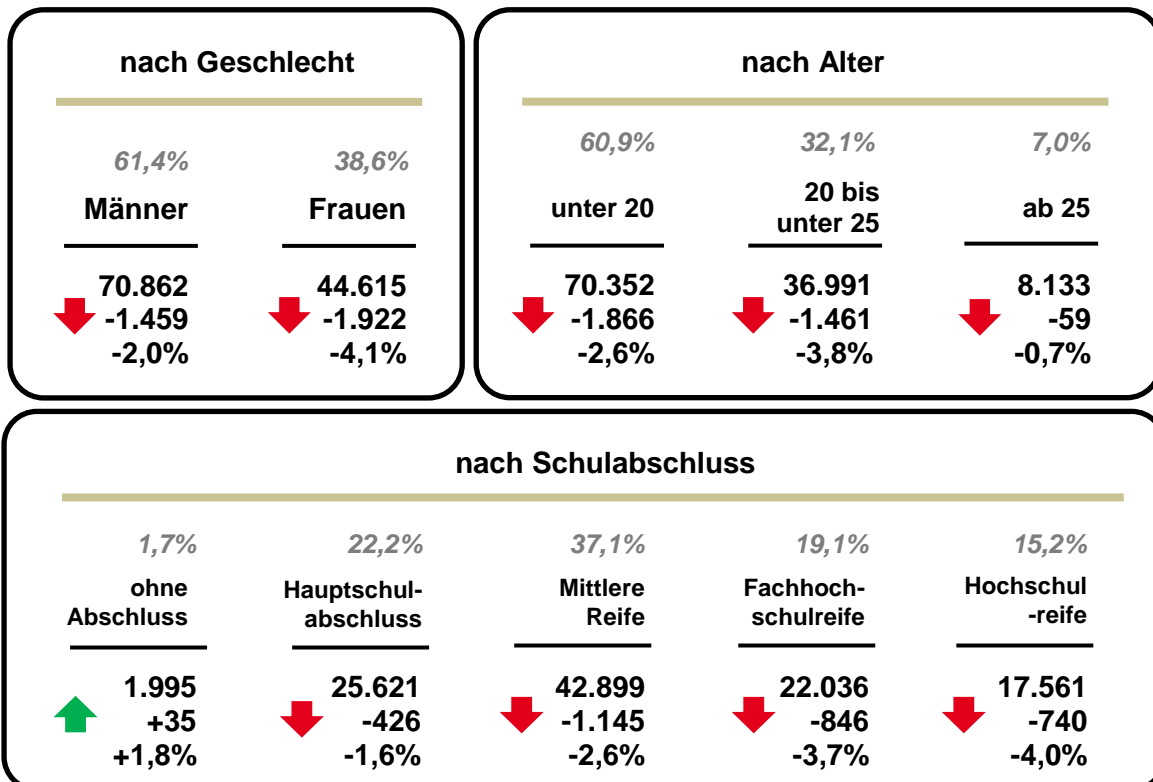 nach Geschlecht
61,4%
38,6%
Männer
Frauen
70.862
-1.459
-2,0%
44.615
-1.922
-4,1%
nach Alter
60,9%
32,1%
7,0%
unter 20
20 bis
unter 25
ab 25
70.352
-1.866
-2,6%
36.991
-1.461
-3,8%
8.133
-59
-0,7%
nach Schulabschluss
1,7%
22,2%
37,1%
19,1%
15,2%
ohne
Abschluss
Hauptschul-
abschluss
Mittlere
Reife
Fachhoch-
schulreife
Hochschul
-reife
1.995
+35
+1,8%
25.621
-426
-1,6%
42.899
-1.145
-2,6%
22.036
-846
-3,7%
17.561
-740
-4,0%